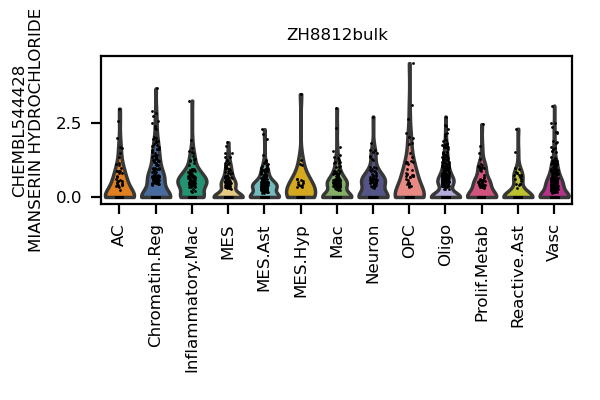 ZH8812bulk
CHEMBL544428
MIANSERIN HYDROCHLORIDE
2.5
0.0
AC
Chromatin.Reg
Inflammatory.Mac
MES
MES.Ast
MES.Hyp
Mac
Neuron
OPC
Oligo
Prolif.Metab
Reactive.Ast
Vasc